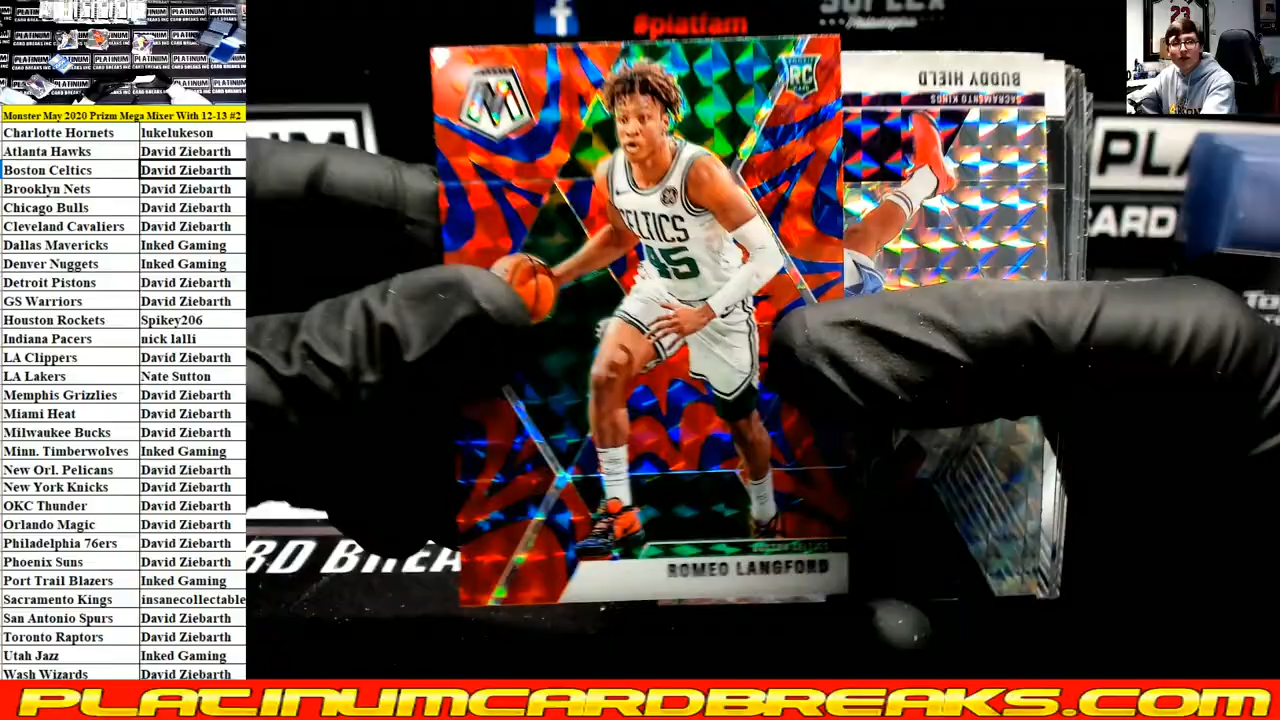 Monster May 2020 Prizm Mega Mixer With 12-13 #2
Charlotte Hornets lukelukeson
Atlanta Hawks David Ziebarth
Boston Celtics David Ziebarth
Brooklyn Nets David Ziebarth
Chicago Bulls David Ziebarth
Cleveland Cavaliers David Ziebarth
Dallas Mavericks Inked Gaming
Denver Nuggets Inked Gaming
Detroit Pistons David Ziebarth
GS Warriors David Ziebarth
Houston Rockets Spikey206
Indiana Pacers nick lalli
LA Clippers David Ziebarth
LA Lakers Nate Sutton
Memphis Grizzlies David Ziebarth
Miami Heat David Ziebarth
Milwaukee Bucks David Ziebarth
Minn. Timberwolves Inked Gaming
New Orl. Pelicans David Ziebarth
New York Knicks David Ziebarth
OKC Thunder David Ziebarth
Orlando Magic David Ziebarth
Philadelphia 76ers David Ziebarth
Phoenix Suns David Ziebarth
Port Trail Blazers Inked Gaming
Sacramento Kings insanecollectable
San Antonio Spurs David Ziebarth
Toronto Raptors David Ziebarth
Utah Jazz Inked Gaming
Wash Wizards David Ziebarth
#platfam
RC
CELTICS
45
ROMEO LANGFORD
BUDDY HIELD
SACRAMENTO KINGS
PLA
CARD
RD BREA
23
PLATINUMCARDBREAKS.COM